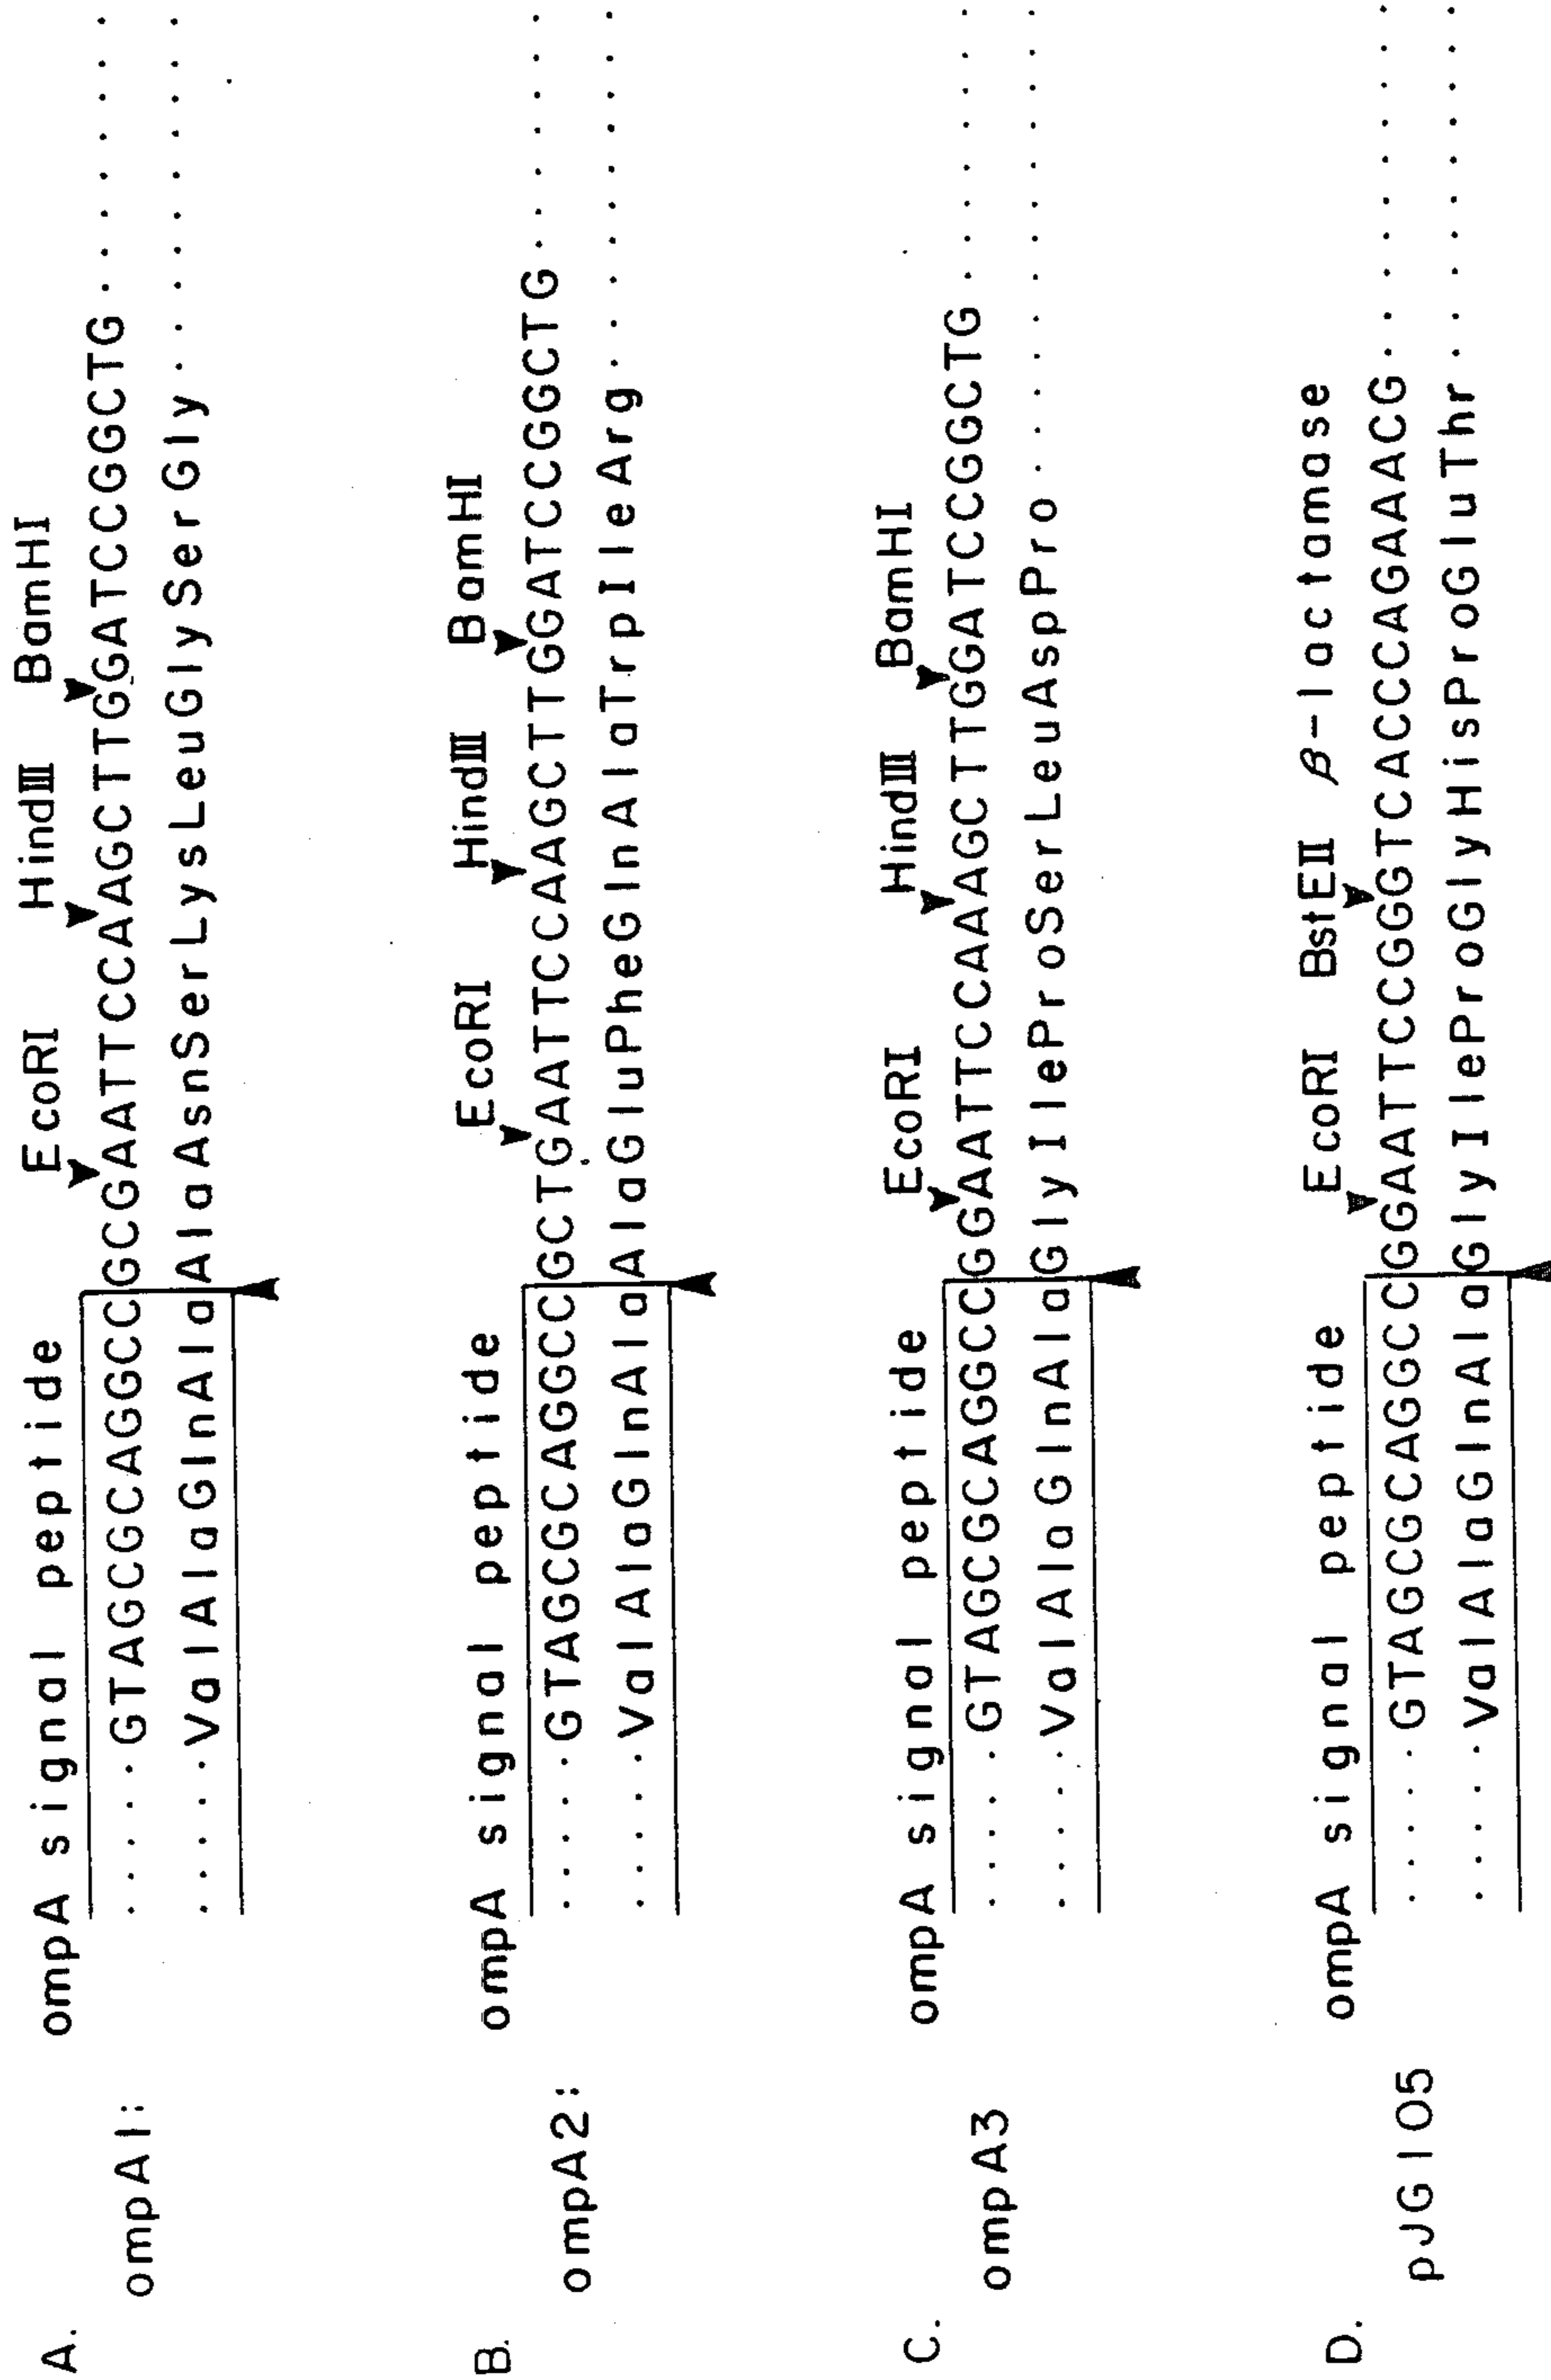 A.
ompA signal peptide EcoRI HindIII BamHI
ompA1: .....GTAGCGCAGGCCGCGAATTCCAAGCTTGGATCCGGCTG........
.....ValAlaGlnAlaAlaAsnSerLysLeuGlySerGly..........
B.
ompA signal peptide EcoRI HindIII BamHI
ompA2: .....GTAGCGCAGGCCGCTGAATTCCAAGCTTGGATCCGGCTG.......
.....ValAlaGlnAlaAlaGluPheGlnAlaTrpIleArg..........
C.
ompA signal peptide EcoRI HindIII BamHI
ompA3 .....GTAGCGCAGGCCGGAATTCCAAGCTTGGATCCGGCTG........
.....ValAlaGlnAlaGlyIleProSerLeuAspPro.............
D.
ompA signal peptide EcoRI BstEII β-lactamase
pJG105 .....GTAGCGCAGGCCGGAATTCCGGGTCACCCAGAAACG..........
.....ValAlaGlnAlaGlyIleProGlyHisProGluThr..........